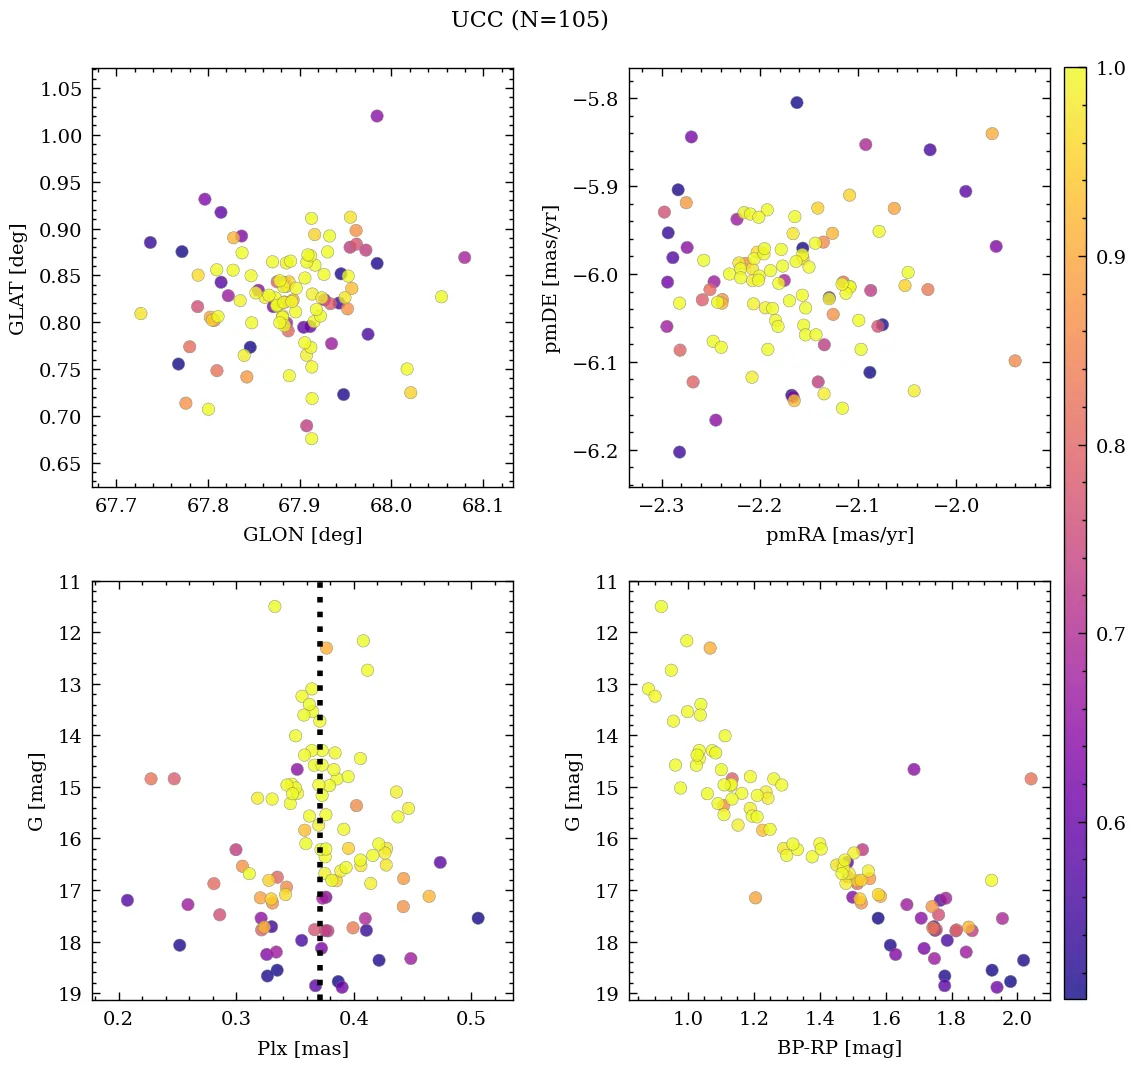 UCC (N=105)
1.05
1.00
0.95
0.90
0.85
0.80
0.75
0.70
0.65
GLAT [deg]
67.7 67.8 67.9 68.0 68.1
GLON [deg]
−5.8
−5.9
−6.0
−6.1
−6.2
pmDE [mas/yr]
−2.3 −2.2 −2.1 −2.0
pmRA [mas/yr]
11
12
13
14
15
16
17
18
19
G [mag]
0.2 0.3 0.4 0.5
Plx [mas]
11
12
13
14
15
16
17
18
19
G [mag]
1.0 1.2 1.4 1.6 1.8 2.0
BP-RP [mag]
1.0
0.9
0.8
0.7
0.6